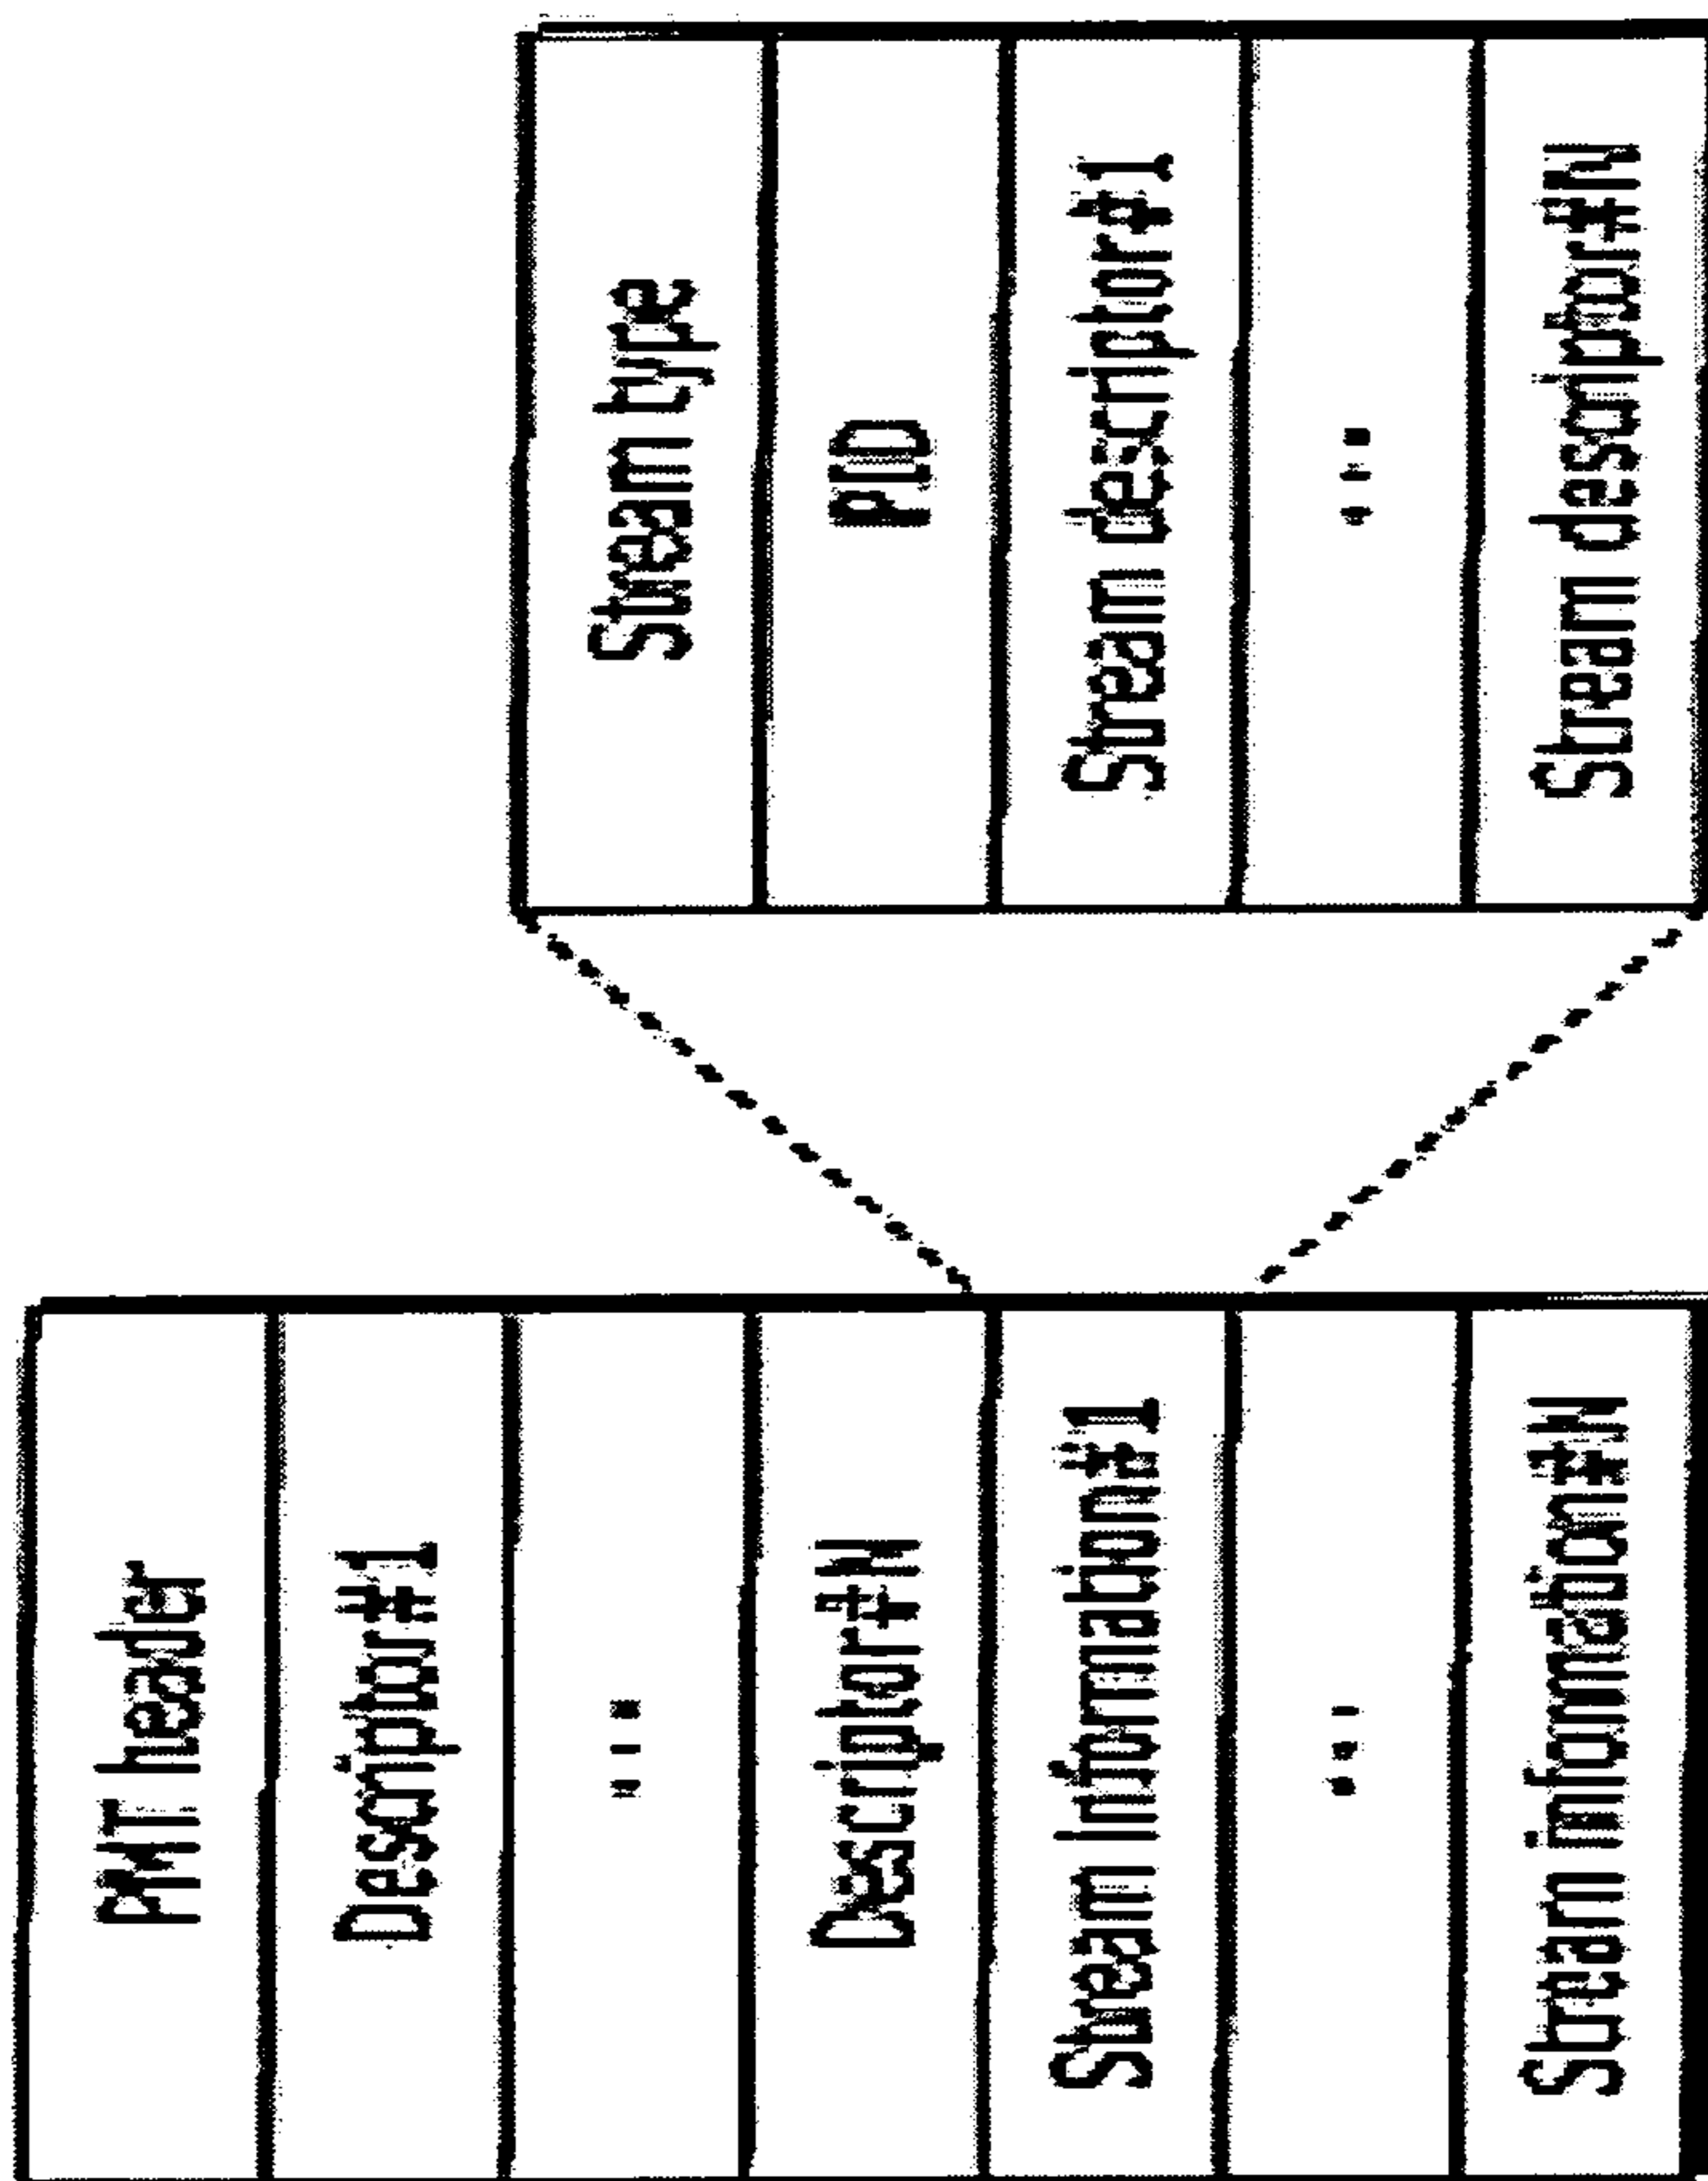 PMT header
Descriptor#1
...
Descriptor#N
Stream Information#1
...
Stream information#N
Stream type
PID
Stream descriptor#1
...
Stream descriptor#N